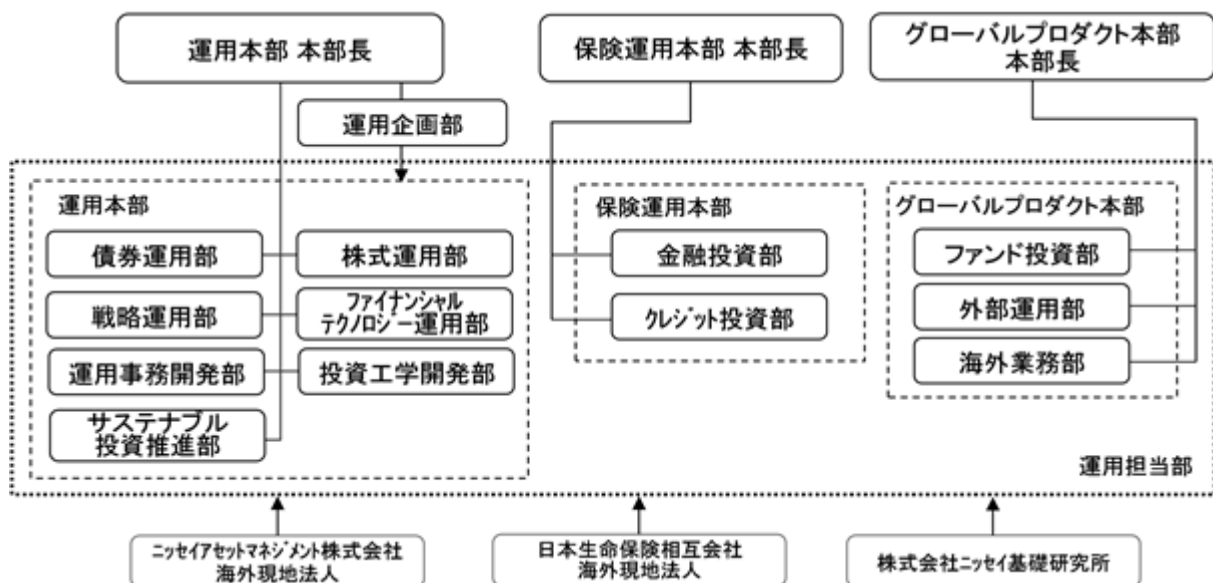 運用本部 本部長
保険運用本部 本部長
グローバルプロダクト本部
本部長
運用企画部
運用本部
債券運用部
株式運用部
戦略運用部
ファイナンシャル
テクノロジー運用部
運用事務開発部
投資工学開発部
サステナブル
投資推進部
保険運用本部
金融投資部
クレジット投資部
グローバルプロダクト本部
ファンド投資部
外部運用部
海外業務部
運用担当部
ニッセイアセットマネジメント株式会社
海外現地法人
日本生命保険相互会社
海外現地法人
株式会社ニッセイ基礎研究所